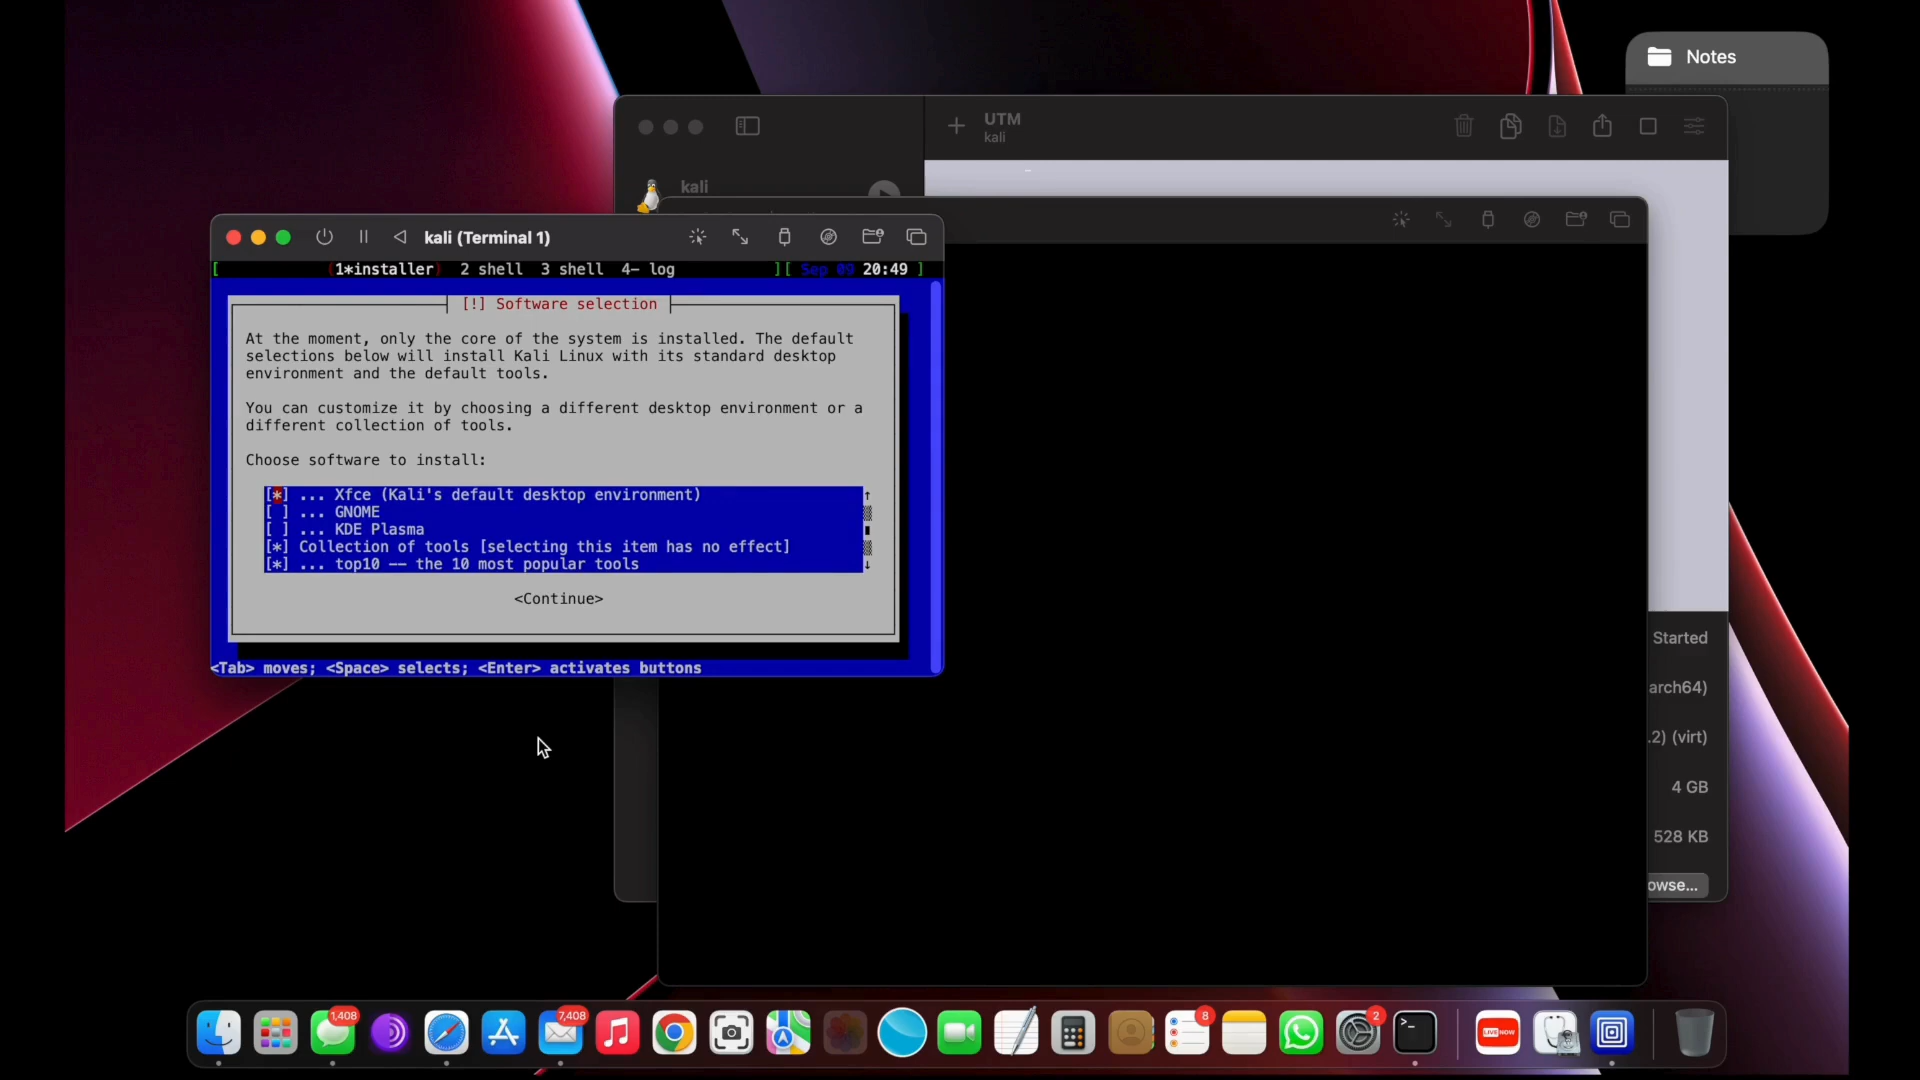 Notes
UTM
kali
kali
kali (Terminal 1)
[ (1*installer) 2 shell 3 shell 4- log ][ Sep 09 20:49 ]
[!] Software selection
At the moment, only the core of the system is installed. The default
selections below will install Kali Linux with its standard desktop
environment and the default tools.
You can customize it by choosing a different desktop environment or a
different collection of tools.
Choose software to install:
[*] ... Xfce (Kali's default desktop environment)
[ ] ... GNOME
[ ] ... KDE Plasma
[*] Collection of tools [selecting this item has no effect]
[*] ... top10 -- the 10 most popular tools
<Continue>
<Tab> moves; <Space> selects; <Enter> activates buttons
Started
arch64)
.2) (virt)
4 GB
528 KB
owse...
1,408
7,408
8
2
>_
LIVE NOW